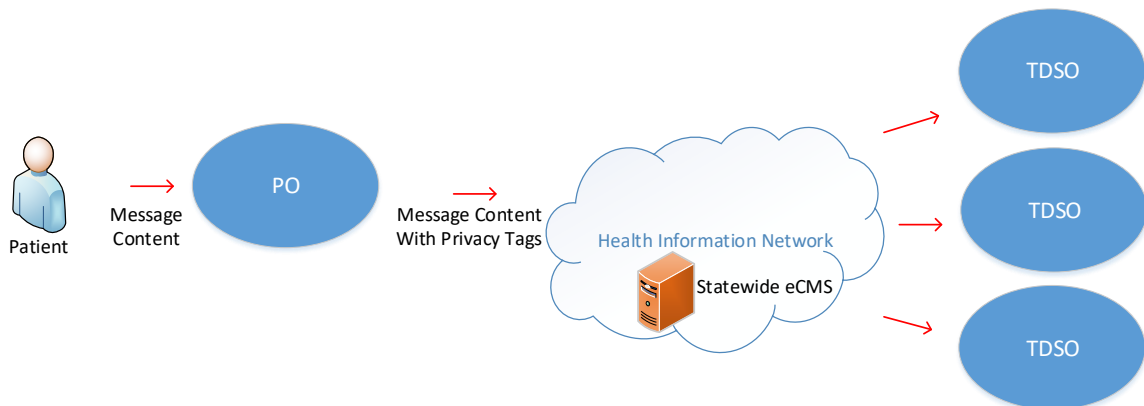 Patient
Message
Content
PO
Message Content
With Privacy Tags
Health Information Network
Statewide eCMS
TDSO
TDSO
TDSO